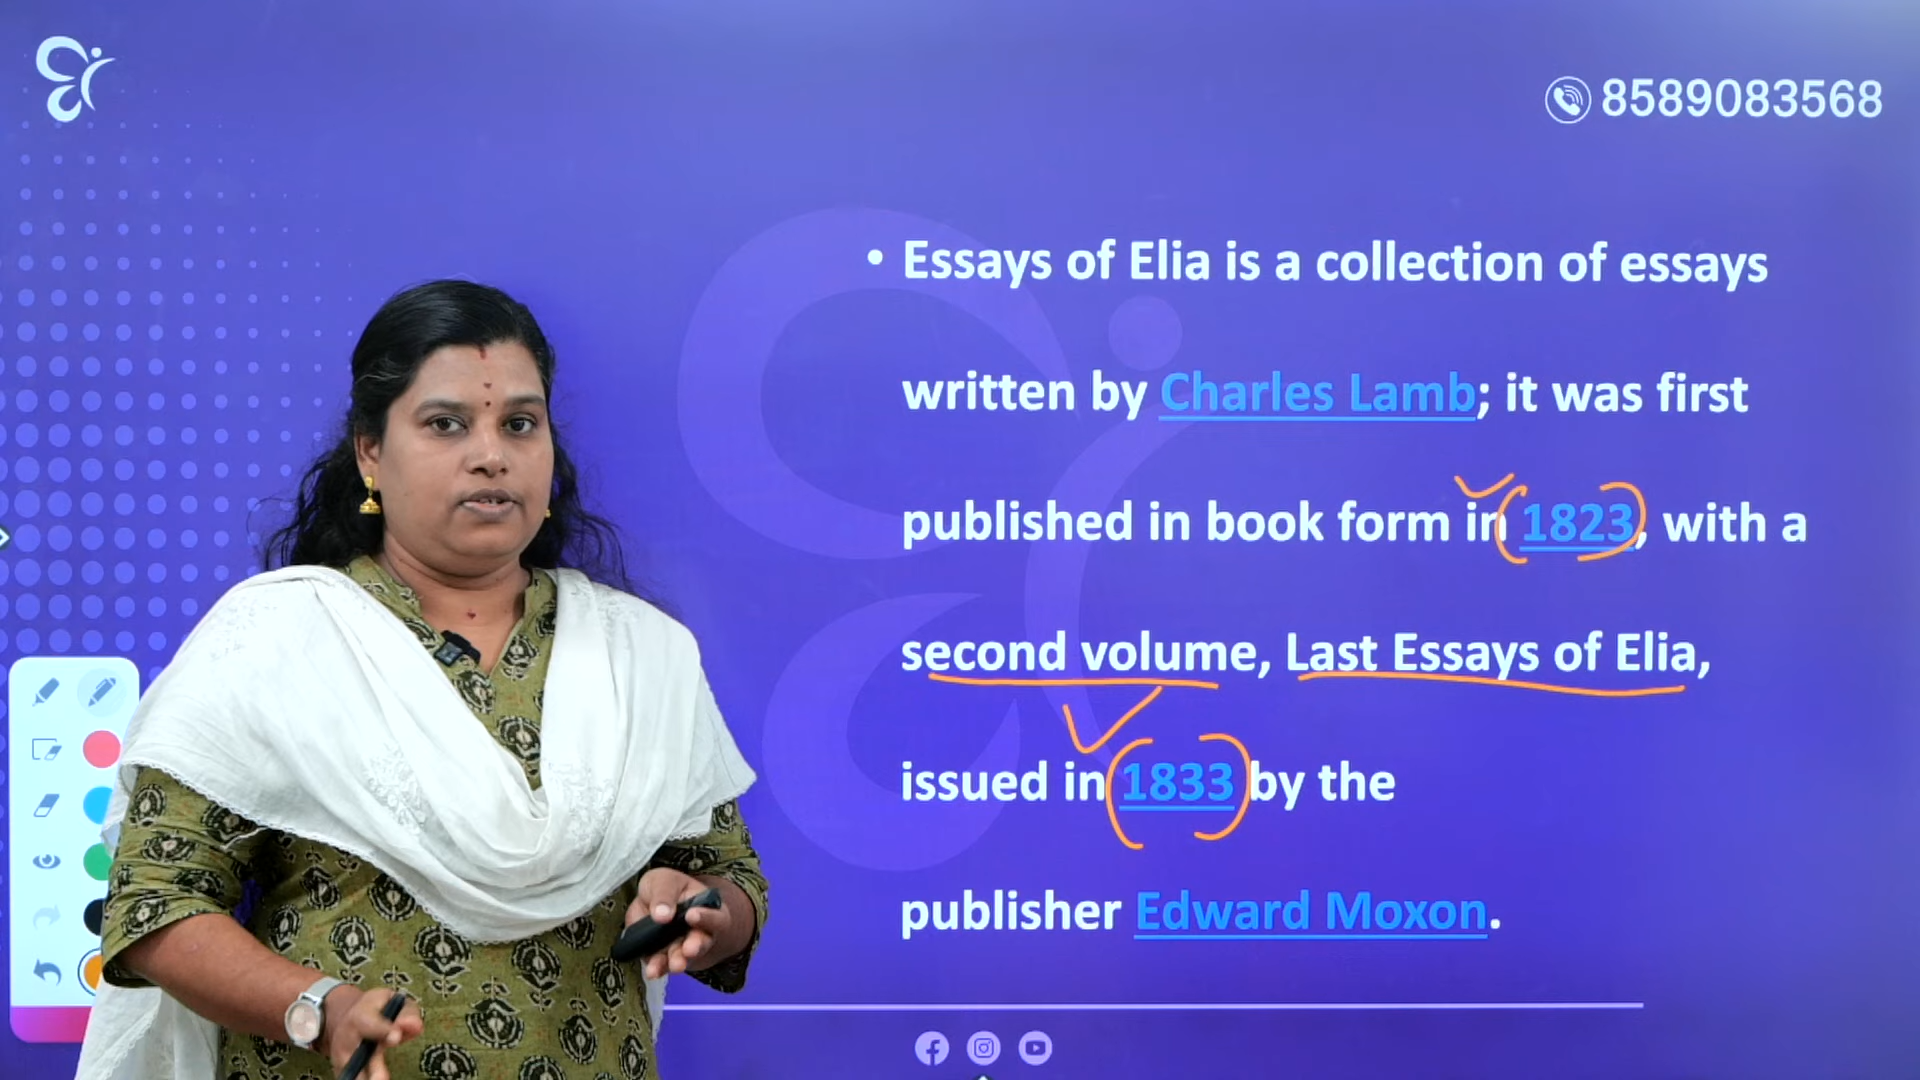 8589083568
• Essays of Elia is a collection of essays
written by Charles Lamb; it was first
published in book form in 1823, with a
second volume, Last Essays of Elia,
issued in 1833 by the
publisher Edward Moxon.